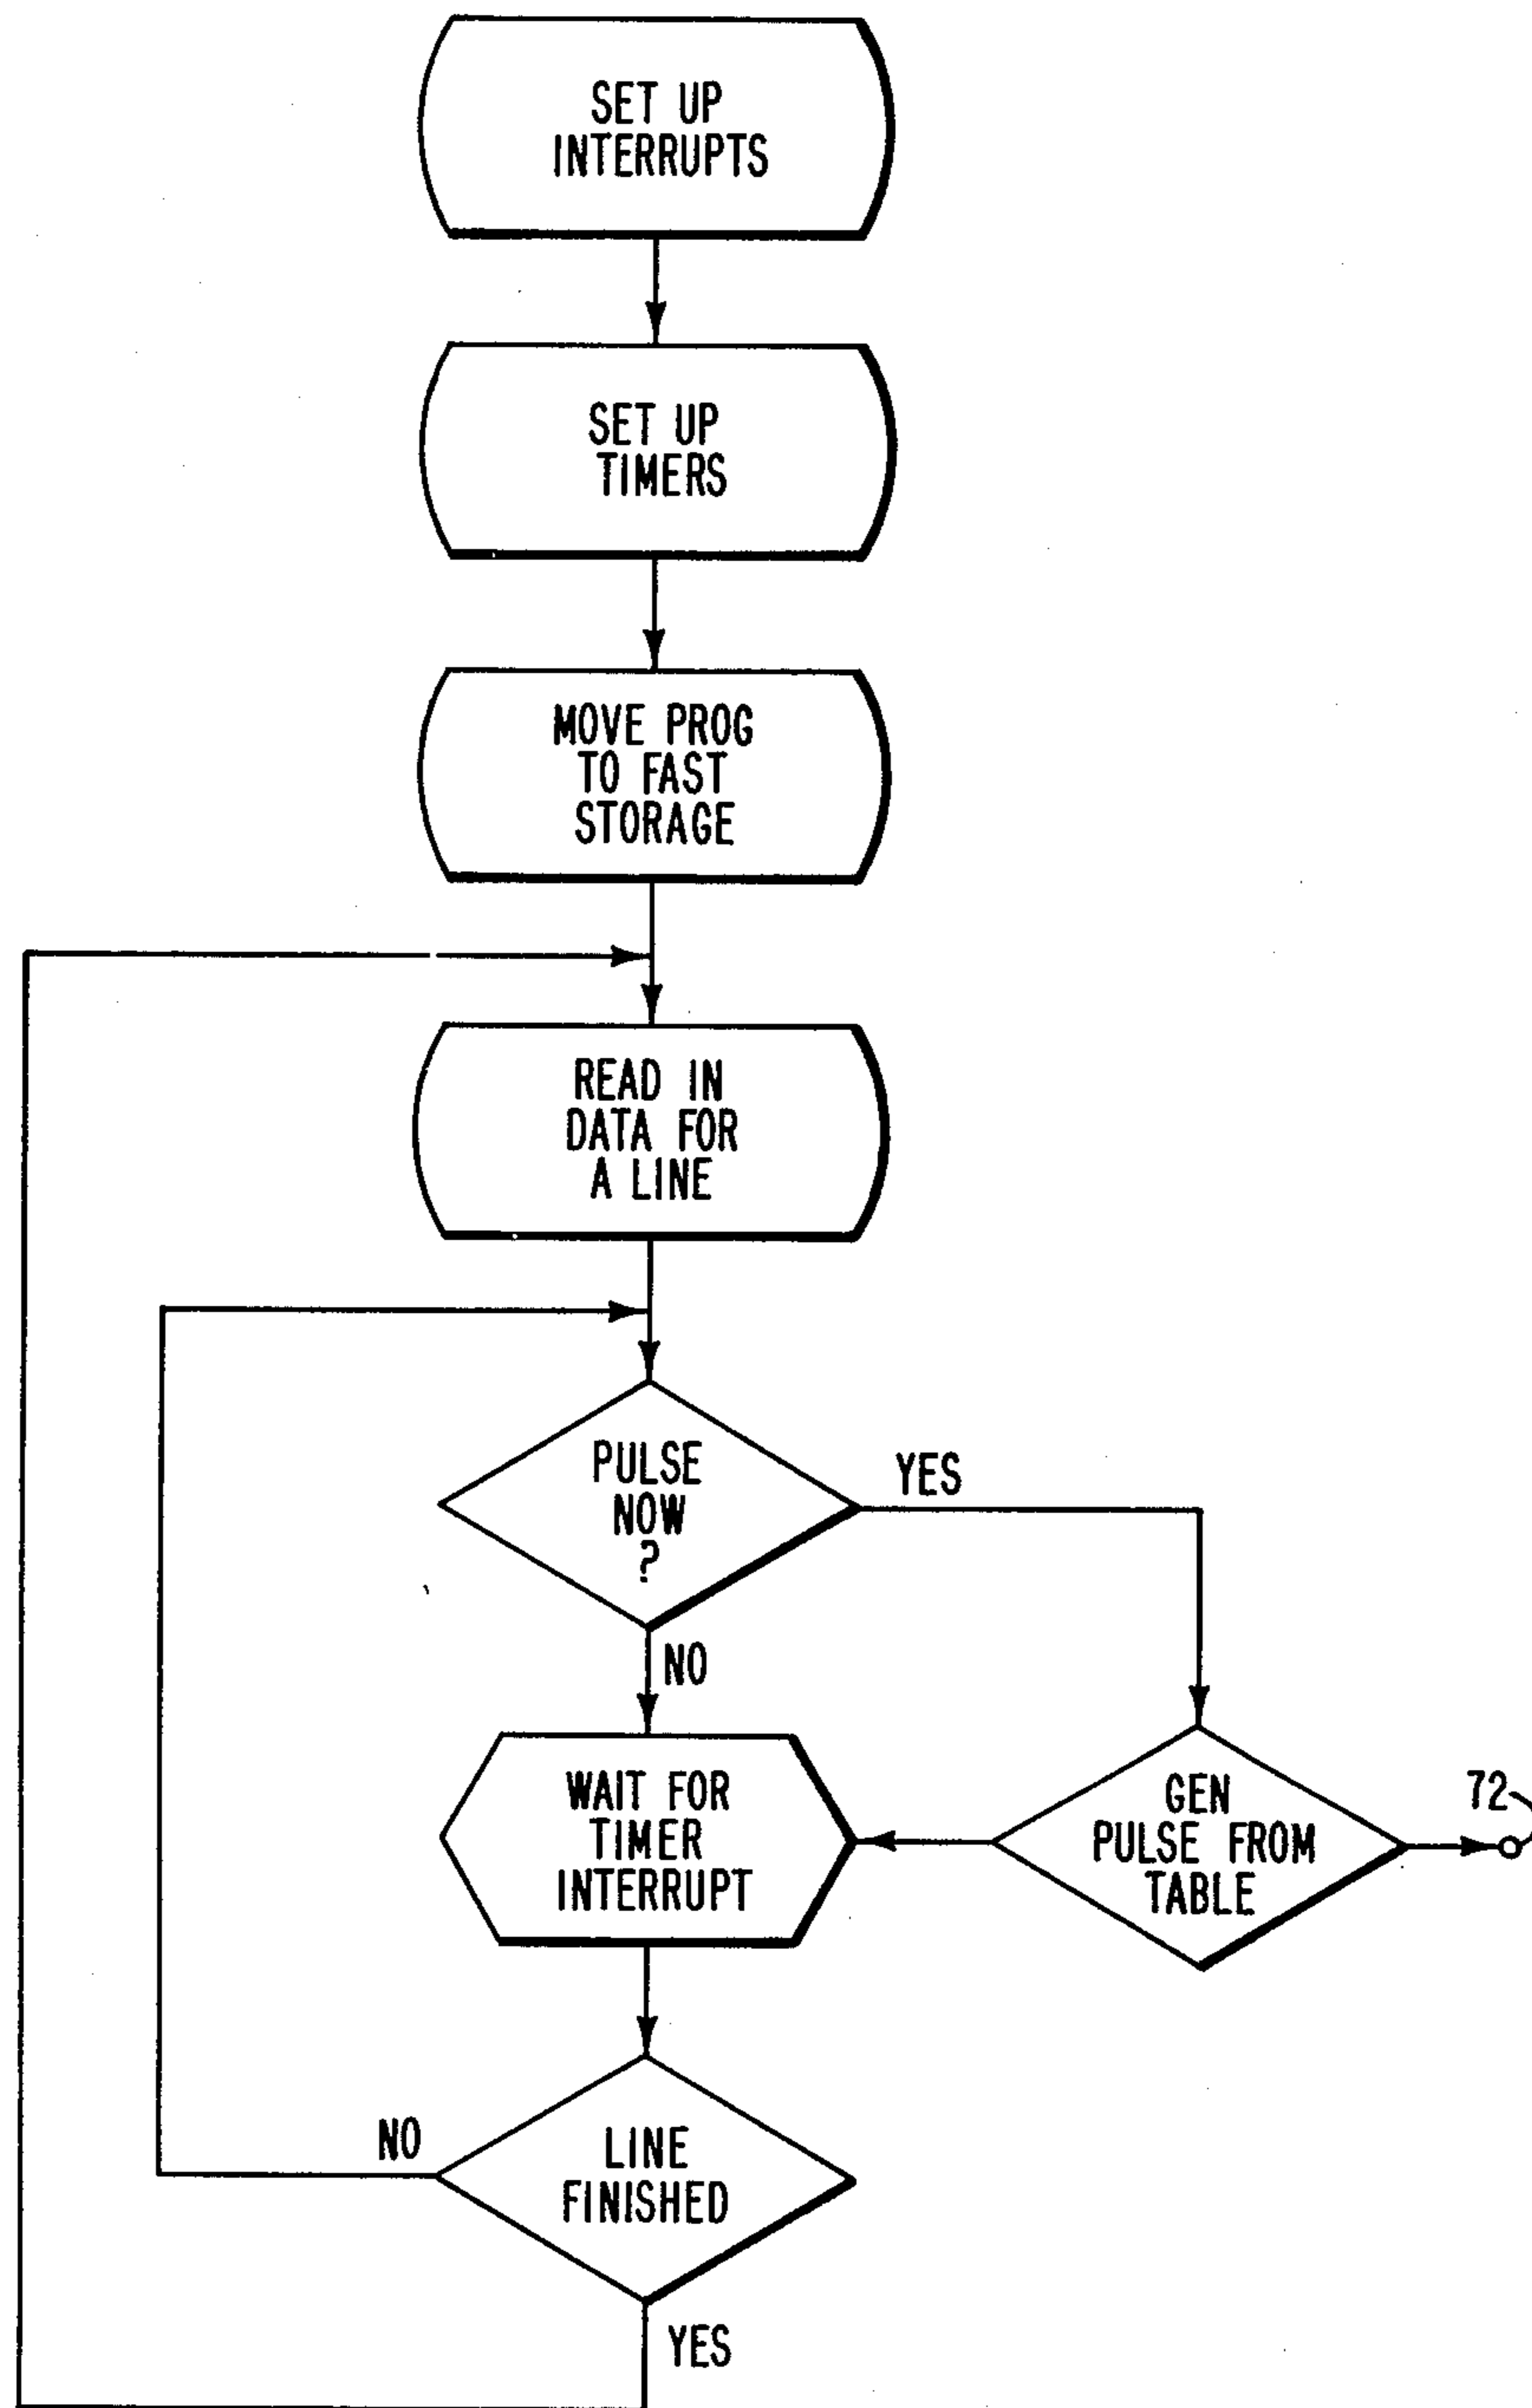 SET UP
INTERRUPTS
SET UP
TIMERS
MOVE PROG
TO FAST
STORAGE
READ IN
DATA FOR
A LINE
PULSE
NOW
?
YES
NO
WAIT FOR
TIMER
INTERRUPT
GEN
PULSE FROM
TABLE
72
LINE
FINISHED
NO
YES